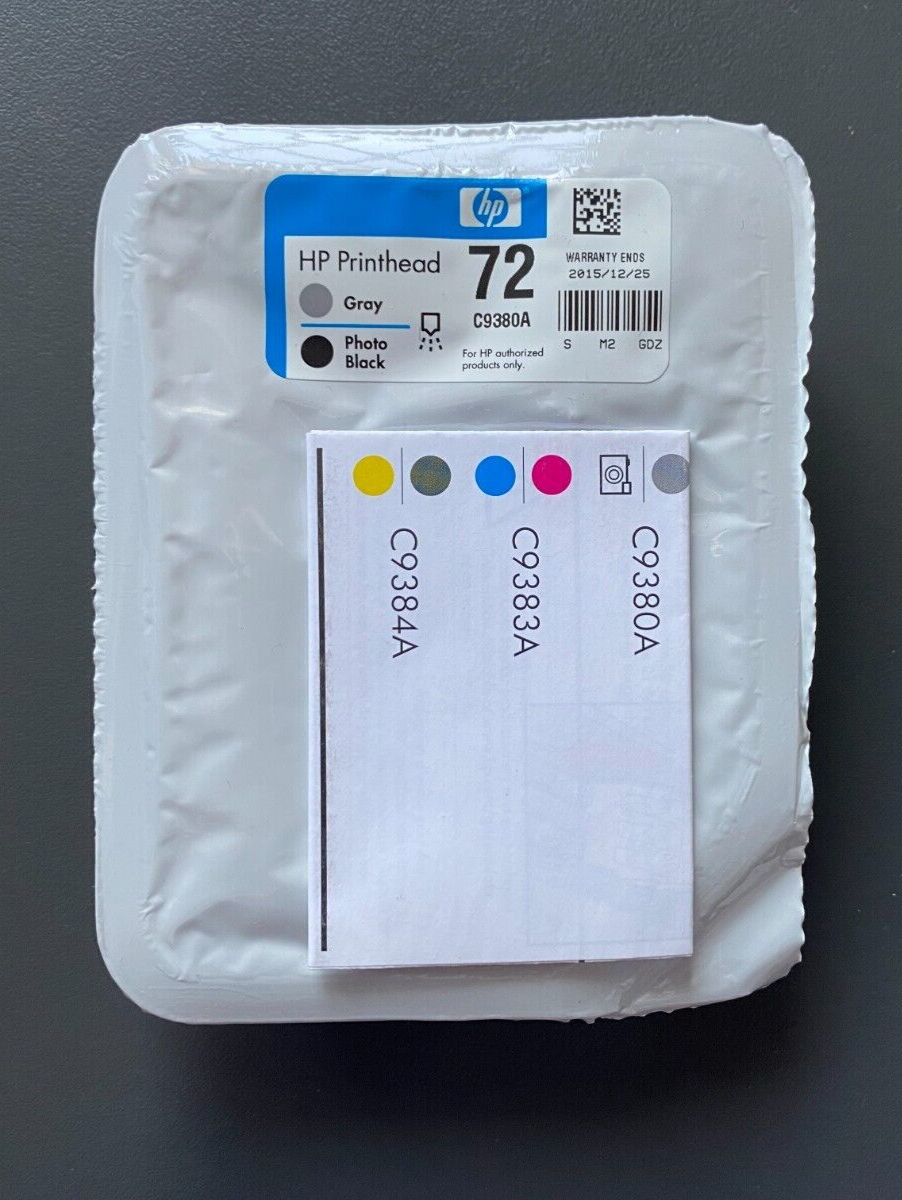 hp
HP Printhead
72
Gray
C9380A
Photo
Black
For HP authorized
products only.
WARRANTY ENDS
2015/12/25
S M2 GDZ
C9380A
C9383A
C9384A